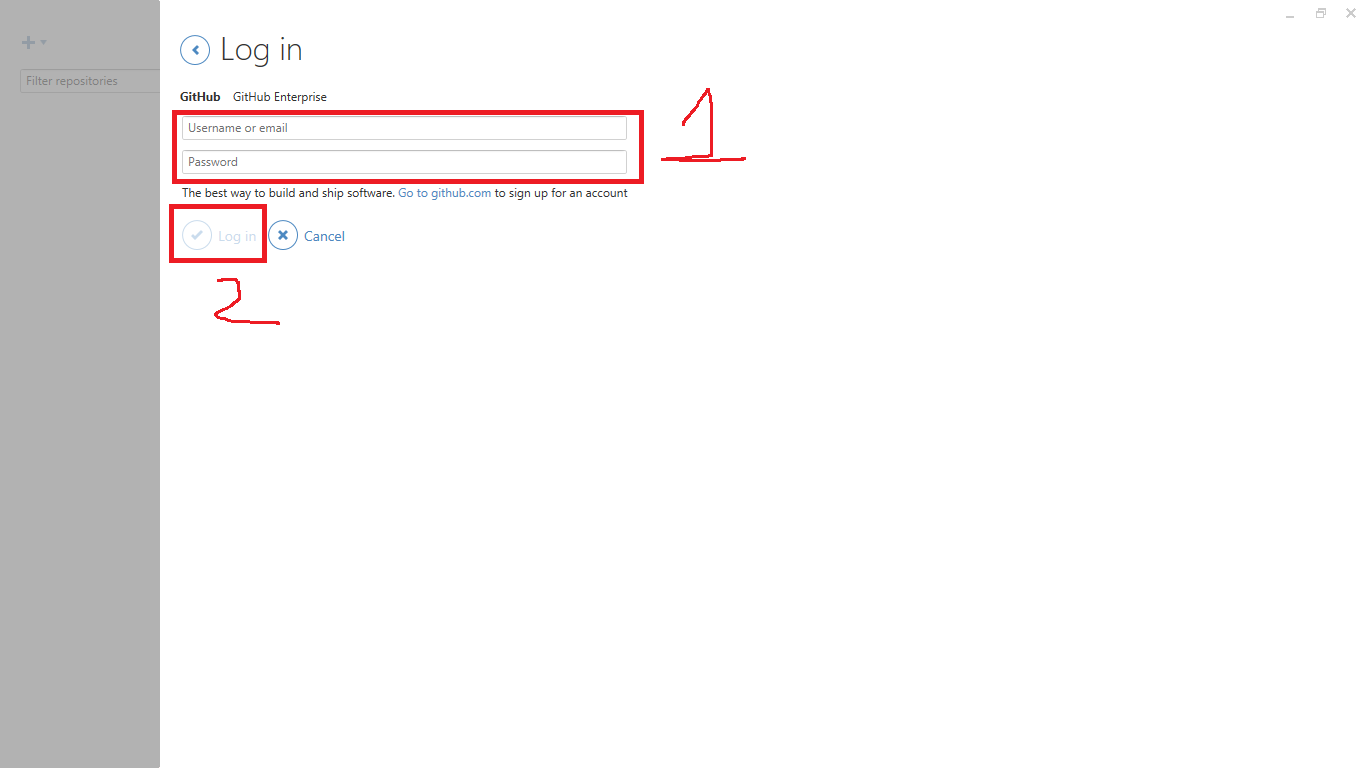 Log in
Filter repositories
GitHub GitHub Enterprise
Username or email
1
Password
The best way to build and ship software. Go to github.com to sign up for an account
Log in Cancel
2